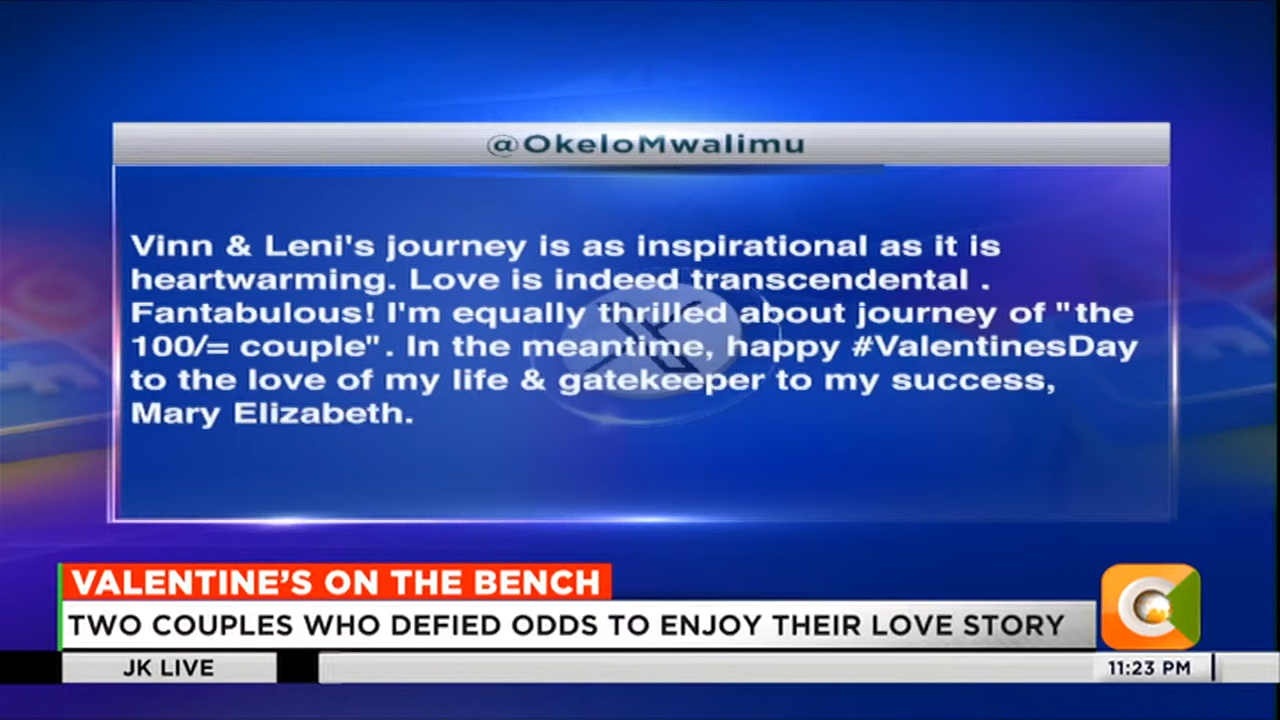 @OkeloMwalimu
Vinn & Leni's journey is as inspirational as it is
heartwarming. Love is indeed transcendental .
Fantabulous! I'm equally thrilled about journey of "the
100/= couple". In the meantime, happy #ValentinesDay
to the love of my life & gatekeeper to my success,
Mary Elizabeth.
VALENTINE'S ON THE BENCH
TWO COUPLES WHO DEFIED ODDS TO ENJOY THEIR LOVE STORY
JK LIVE
11:23 PM